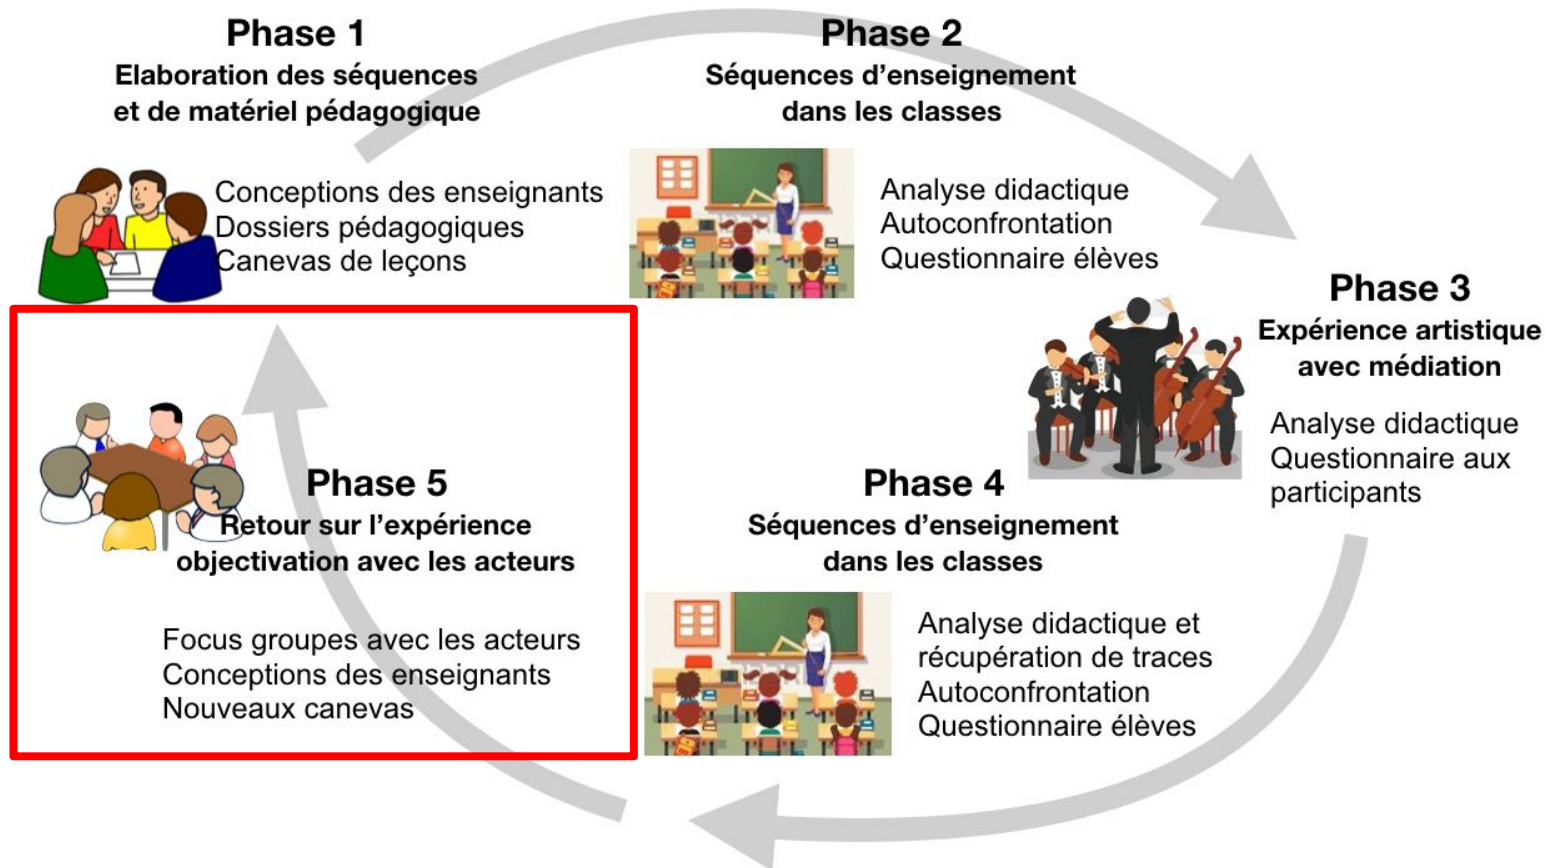 Phase 1
Elaboration des séquences
et de matériel pédagogique
Conceptions des enseignants
Dossiers pédagogiques
Canevas de leçons
Phase 2
Séquences d'enseignement
dans les classes
Analyse didactique
Autoconfrontation
Questionnaire élèves
Phase 3
Expérience artistique
avec médiation
Analyse didactique
Questionnaire aux
participants
Phase 4
Séquences d'enseignement
dans les classes
Analyse didactique et
récupération de traces
Autoconfrontation
Questionnaire élèves
Phase 5
Retour sur l'expérience
objectivation avec les acteurs
Focus groupes avec les acteurs
Conceptions des enseignants
Nouveaux canevas